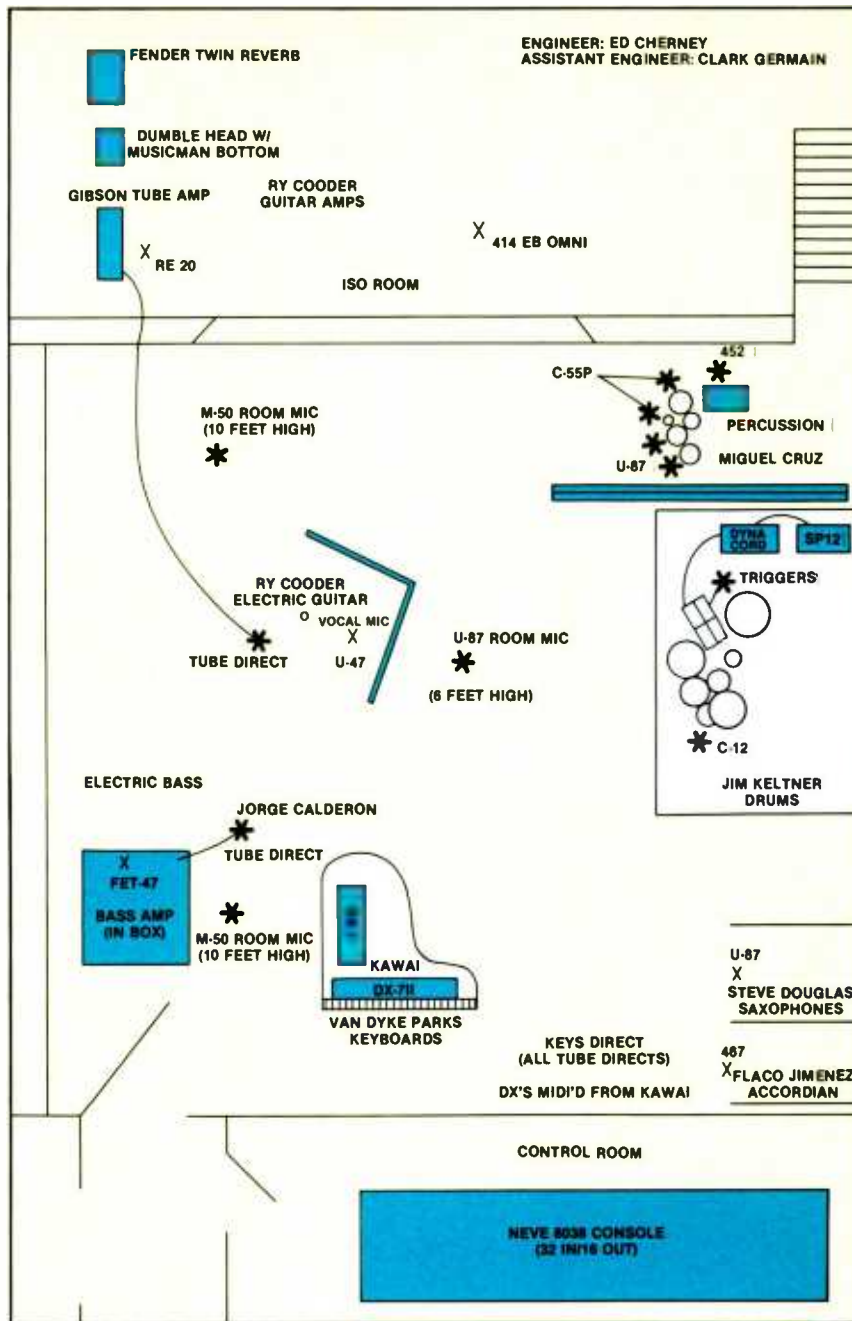 ENGINEER: ED CHERNEY
ASSISTANT ENGINEER: CLARK GERMAIN
FENDER TWIN REVERB
DUMBLE HEAD W/
MUSICMAN BOTTOM
GIBSON TUBE AMP
RY COODER
GUITAR AMPS
X RE 20
X 414 EB OMNI
ISO ROOM
452
C-55P
M-50 ROOM MIC
(10 FEET HIGH)
PERCUSSION
U-87
MIGUEL CRUZ
DYNA
CORD
SP12
TRIGGERS
RY COODER
ELECTRIC GUITAR
VOCAL MIC
X
TUBE DIRECT
U-47
U-87 ROOM MIC
(6 FEET HIGH)
C-12
JIM KELTNER
DRUMS
ELECTRIC BASS
JORGE CALDERON
TUBE DIRECT
X
FET-47
BASS AMP
(IN BOX)
M-50 ROOM MIC
(10 FEET HIGH)
KAWAI
DX-7II
VAN DYKE PARKS
KEYBOARDS
U-87
X
STEVE DOUGLAS
SAXOPHONES
KEYS DIRECT
(ALL TUBE DIRECTS)
DX'S MIDI'D FROM KAWAI
467
X FLACO JIMENEZ
ACCORDIAN
CONTROL ROOM
NEVE 8038 CONSOLE
(32 IN/16 OUT)